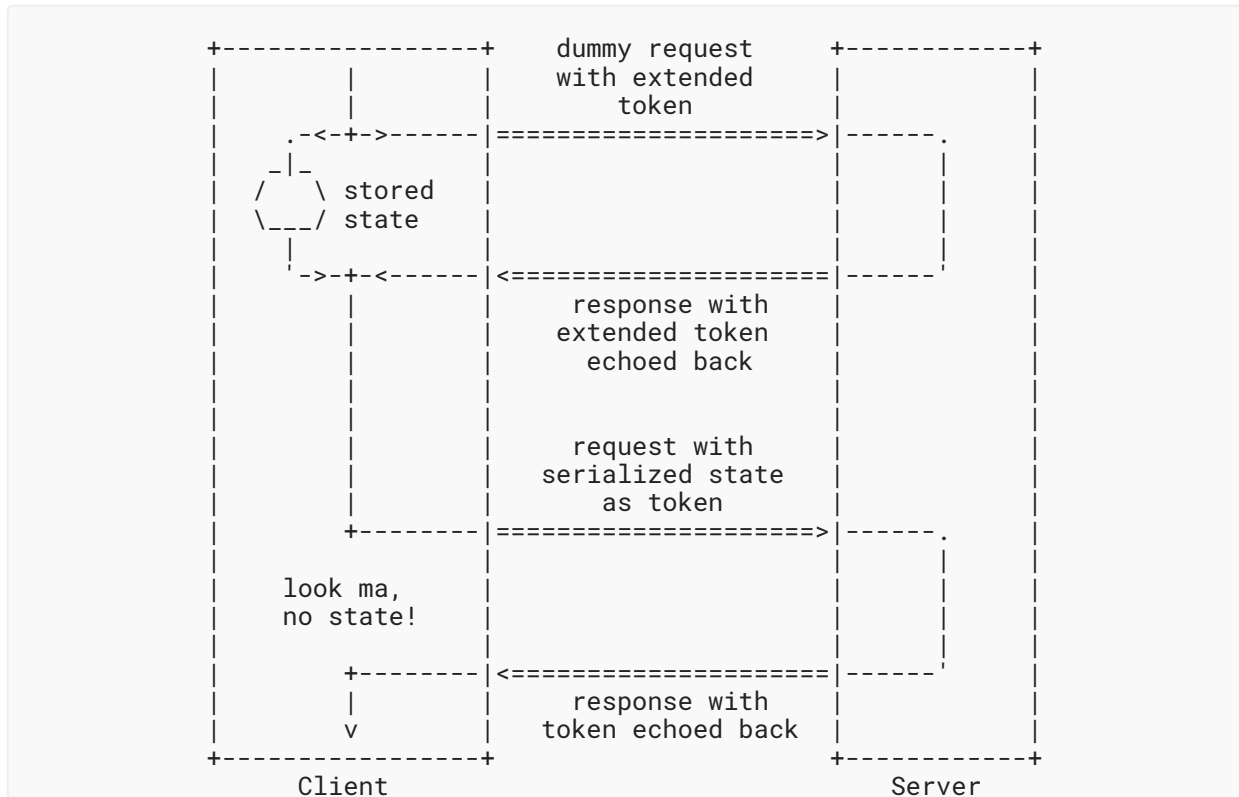 dummy request
with extended
token
stored
state
response with
extended token
echoed back
request with
serialized state
as token
look ma,
no state!
response with
token echoed back
Client Server